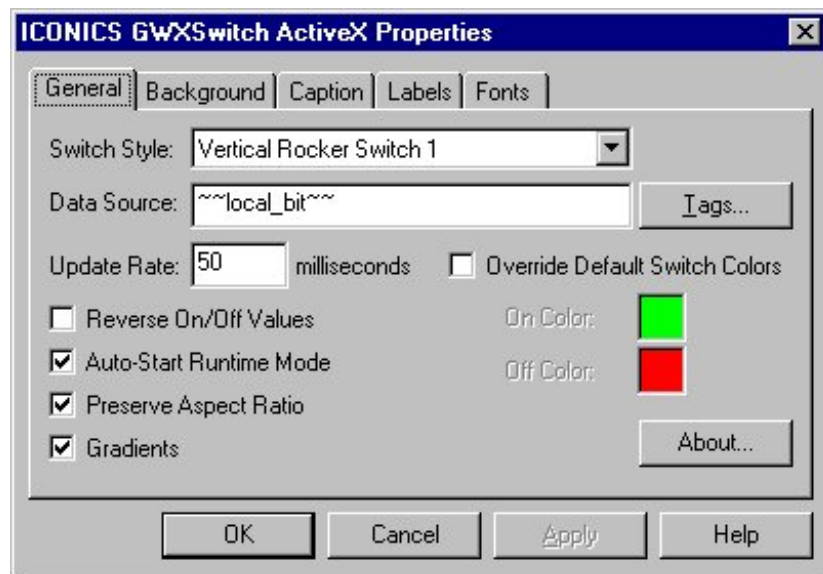 ICONICS GWXSwitch ActiveX Properties
General Background Caption Labels Fonts
Switch Style: Vertical Rocker Switch 1
Data Source: ~~local_bit~~ Tags...
Update Rate: 50 milliseconds Override Default Switch Colors
Reverse On/Off Values On Color:
Auto-Start Runtime Mode Off Color:
Preserve Aspect Ratio
Gradients About...
OK Cancel Apply Help